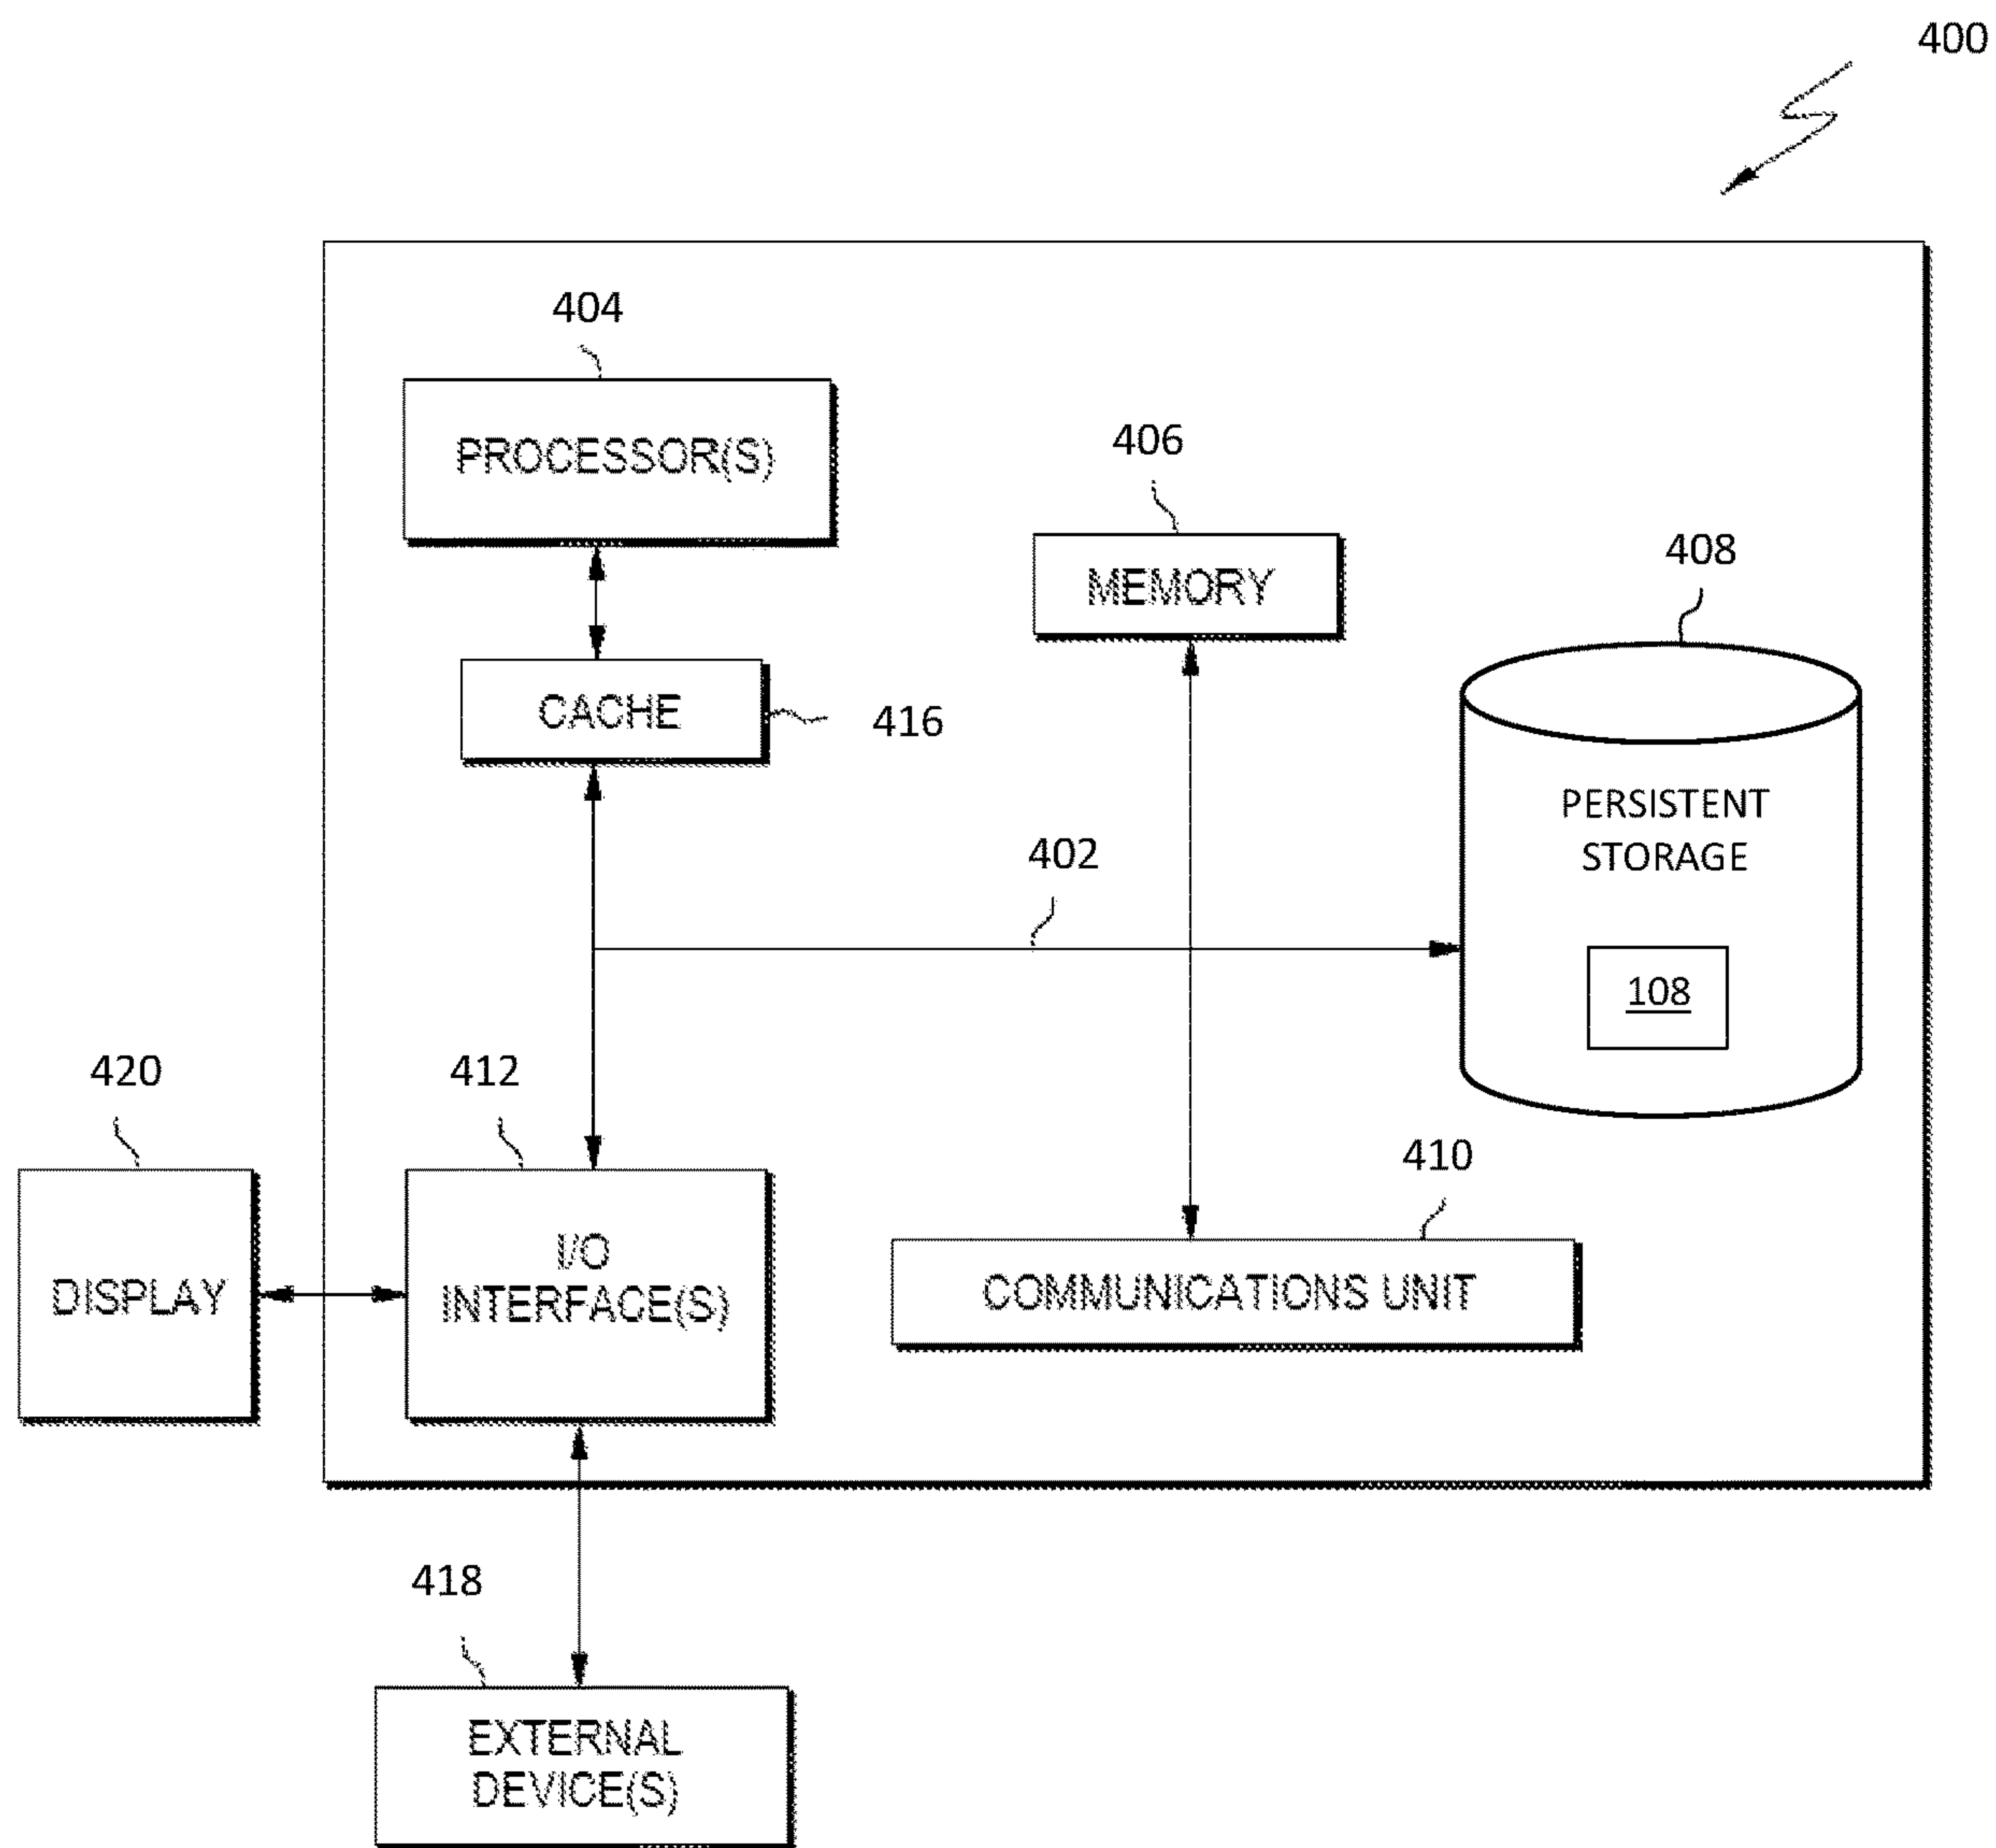 400
404
PROCESSOR(S)
406
MEMORY
408
CACHE
416
PERSISTENT
STORAGE
402
108
420
412
410
DISPLAY
I/O
INTERFACE(S)
COMMUNICATIONS UNIT
418
EXTERNAL
DEVICE(S)